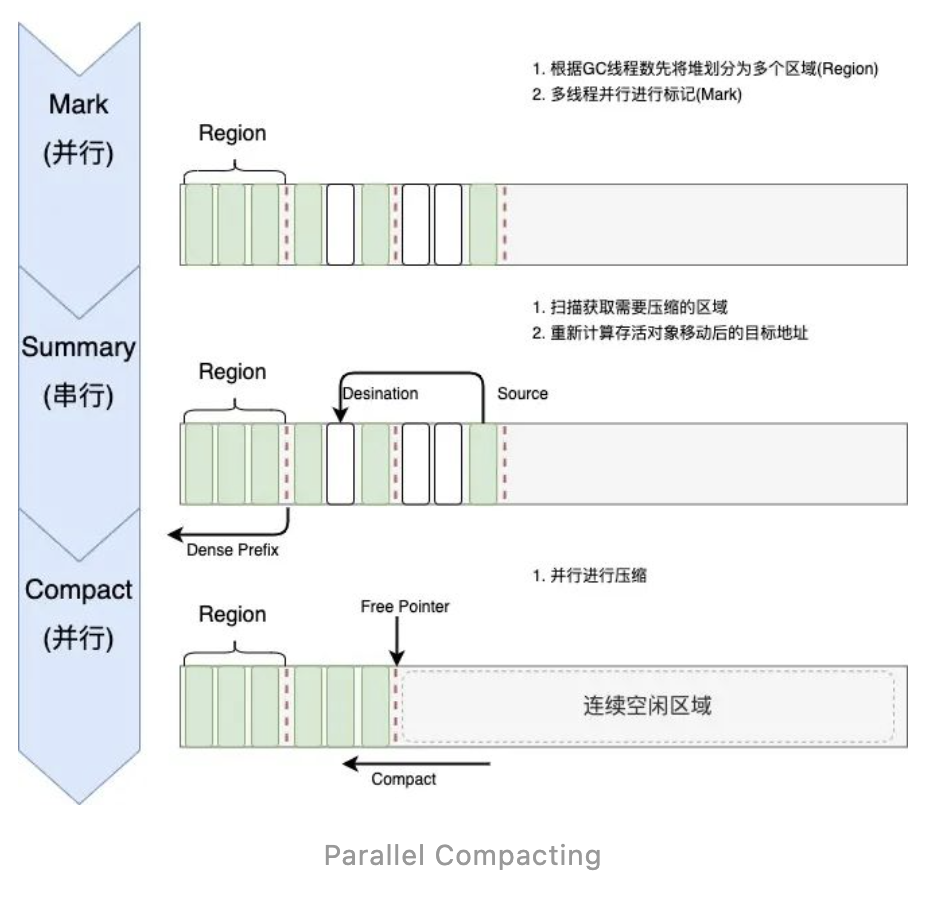 Mark
(并行)
1. 根据GC线程数先将堆划分为多个区域(Region)
2. 多线程并行进行标记(Mark)
Region
Summary
(串行)
1. 扫描获取需要压缩的区域
2. 重新计算存活对象移动后的目标地址
Region
Desination
Source
Dense Prefix
Compact
(并行)
1. 并行进行压缩
Region
Free Pointer
连续空闲区域
Compact
Parallel Compacting